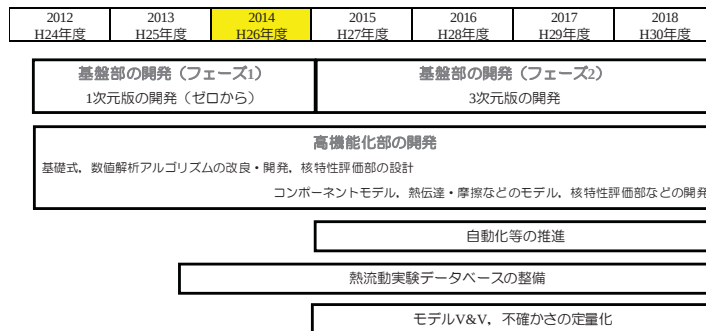 2012 2013 2014 2015 2016 2017 2018
H24年度 H25年度 H26年度 H27年度 H28年度 H29年度 H30年度
基盤部の開発（フェーズ1） 基盤部の開発（フェーズ2）
1次元版の開発（ゼロから） 3次元版の開発
高機能化部の開発
基礎式，数値解析アルゴリズムの改良・開発，核特性評価部の設計
コンポーネントモデル，熱伝達・摩擦などのモデル，核特性評価部などの開発
自動化等の推進
熱流動実験データベースの整備
モデルV&V，不確かさの定量化